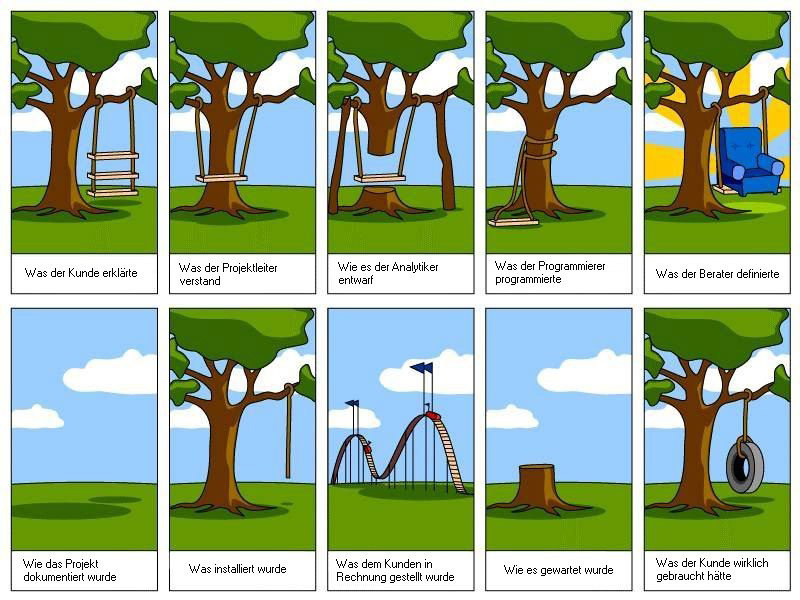 Was der Kunde erklärte
Was der Projektleiter
verstand
Wie es der Analytiker
entwarf
Was der Programmierer
programmierte
Was der Berater definierte
Wie das Projekt
dokumentiert wurde
Was installiert wurde
Was dem Kunden in
Rechnung gestellt wurde
Wie es gewartet wurde
Was der Kunde wirklich
gebraucht hätte